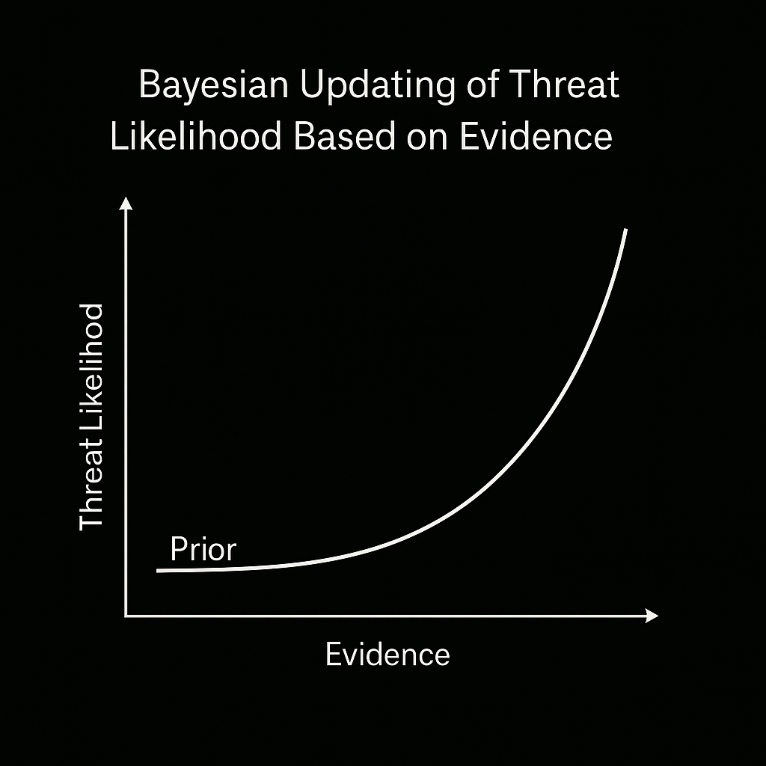 Bayesian Updating of Threat
Likelihood Based on Evidence
Threat Likelihod
Prior
Evidence